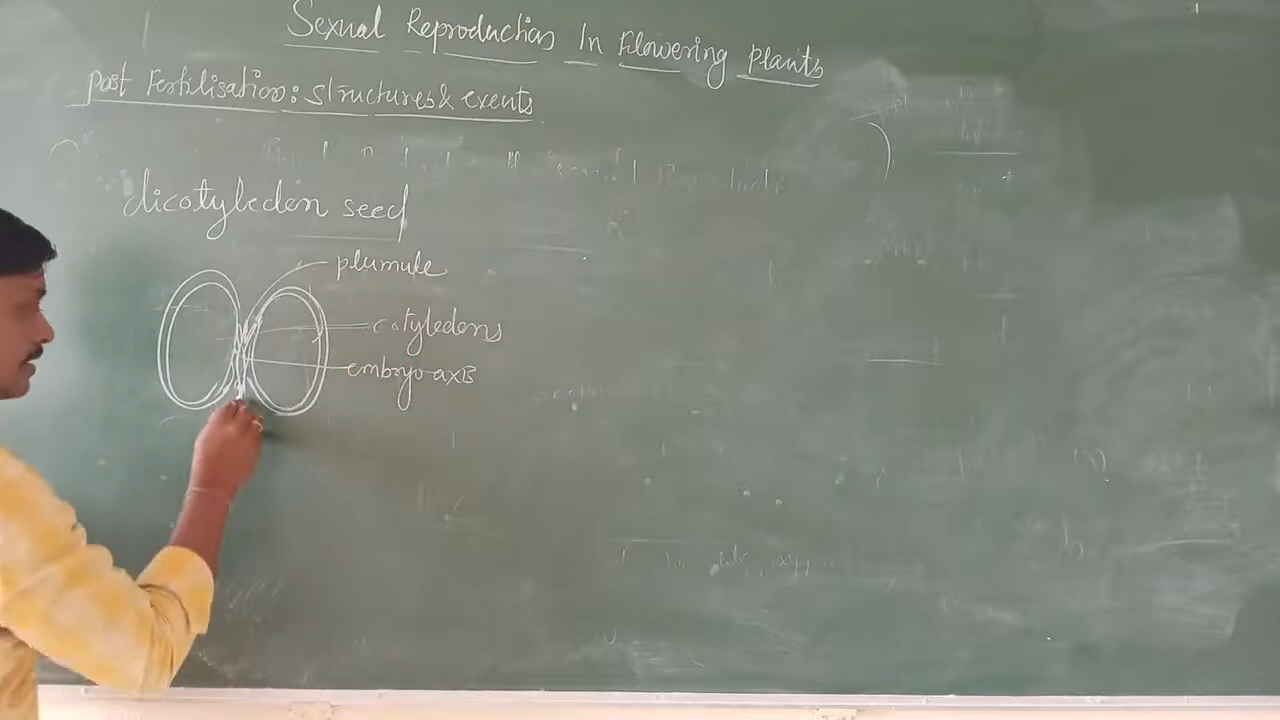 Sexual Reproduction In Flowering Plants
Post Fertilisation: Structures & events
dicotyledon seed
plumule
cotyledons
embryo axis